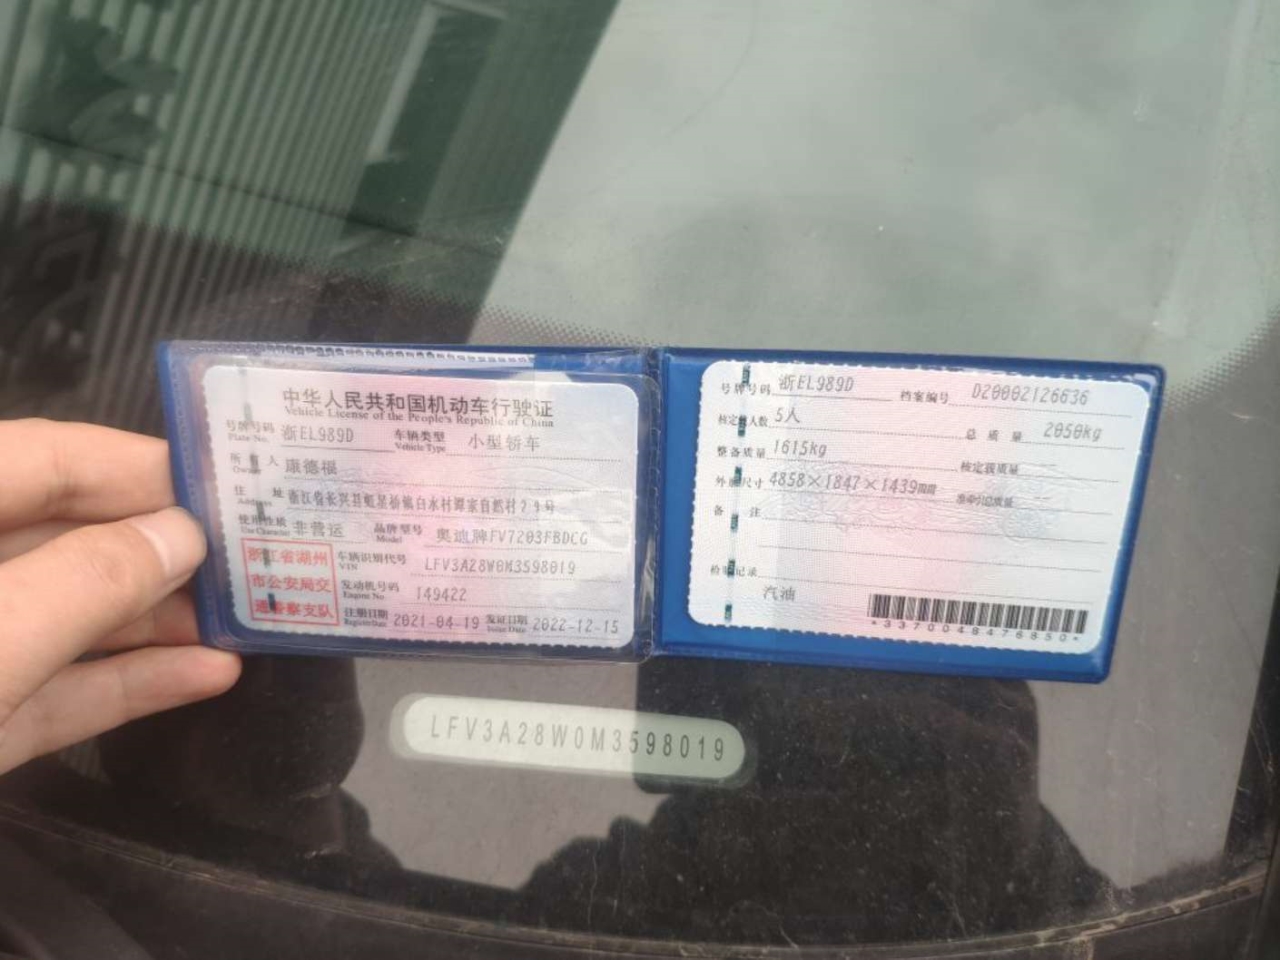 中华人民共和国机动车行驶证
Vehicle License of the People's Republic of China
号牌号码 浙EL989D 车辆类型 小型轿车
Plate No. Vehicle Type
所有人 康德福
Owner
住址 浙江省长兴县虹星桥镇白水村谭家自然村29号
Address
使用性质 非营运 品牌型号 奥迪牌FV7203FBDCG
Use Character Model
浙江省湖州
市公安局交
通警察支队
车辆识别代号 LFV3A28W0M3598019
VIN
发动机号码 149422
Engine No.
注册日期 2021-04-19 发证日期 2022-12-15
Register Date Issue Date
号牌号码 浙EL989D 档案编号 D20002126636
核定载人数 5人 总质量 2050kg
整备质量 1615kg 核定载质量 --
外廓尺寸 4858×1847×1439mm 准牵引总质量 --
备注
检验记录
汽油
*3370048476850*
LFV3A28W0M3598019